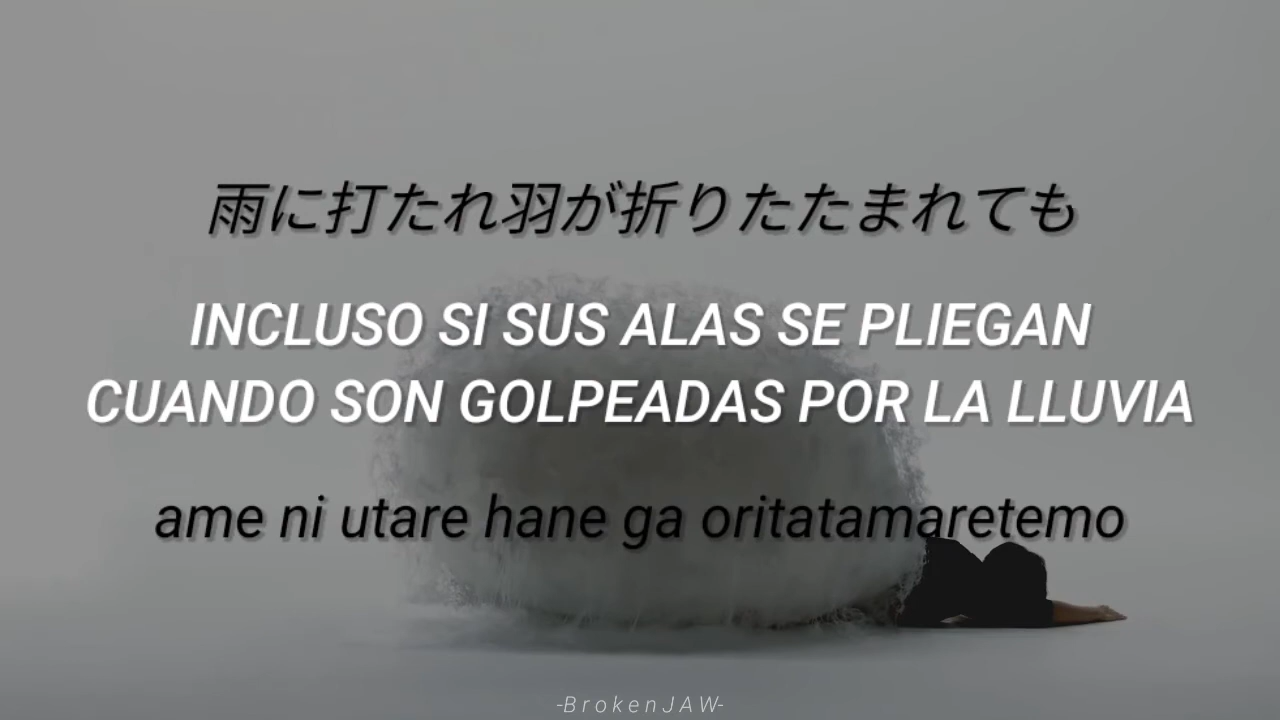 雨に打たれ羽が折りたたまれても
INCLUSO SI SUS ALAS SE PLIEGAN
CUANDO SON GOLPEADAS POR LA LLUVIA
ame ni utare hane ga oritatamaretemo
-BrokenJAW-